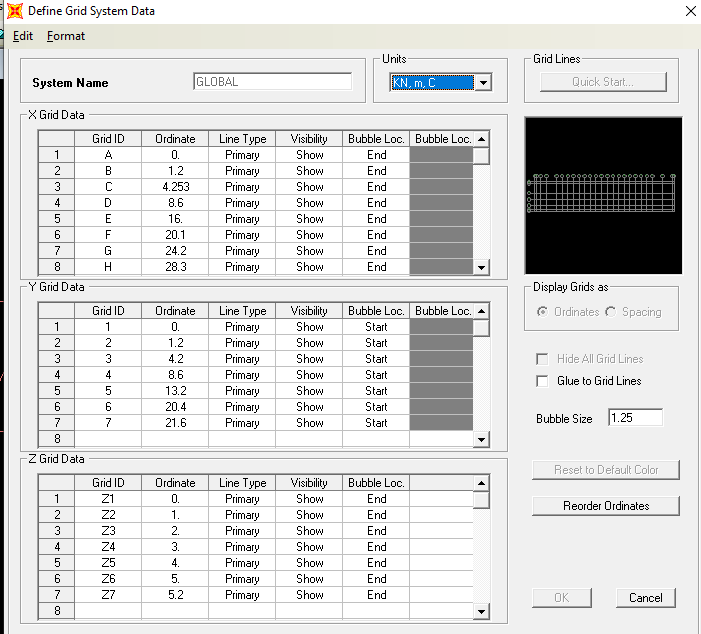 Define Grid System Data
Edit Format
System Name GLOBAL
Units
KN, m, C
Grid Lines
Quick Start...
X Grid Data
Grid ID Ordinate Line Type Visibility Bubble Loc. Bubble Loc.
1 A 0. Primary Show End
2 B 1.2 Primary Show End
3 C 4.253 Primary Show End
4 D 8.6 Primary Show End
5 E 16. Primary Show End
6 F 20.1 Primary Show End
7 G 24.2 Primary Show End
8 H 28.3 Primary Show End
Y Grid Data
Grid ID Ordinate Line Type Visibility Bubble Loc. Bubble Loc.
1 1 0. Primary Show Start
2 2 1.2 Primary Show Start
3 3 4.2 Primary Show Start
4 4 8.6 Primary Show Start
5 5 13.2 Primary Show Start
6 6 20.4 Primary Show Start
7 7 21.6 Primary Show Start
8
Z Grid Data
Grid ID Ordinate Line Type Visibility Bubble Loc.
1 Z1 0. Primary Show End
2 Z2 1. Primary Show End
3 Z3 2. Primary Show End
4 Z4 3. Primary Show End
5 Z5 4. Primary Show End
6 Z6 5. Primary Show End
7 Z7 5.2 Primary Show End
8
Display Grids as
Ordinates Spacing
Hide All Grid Lines
Glue to Grid Lines
Bubble Size 1.25
Reset to Default Color
Reorder Ordinates
OK Cancel